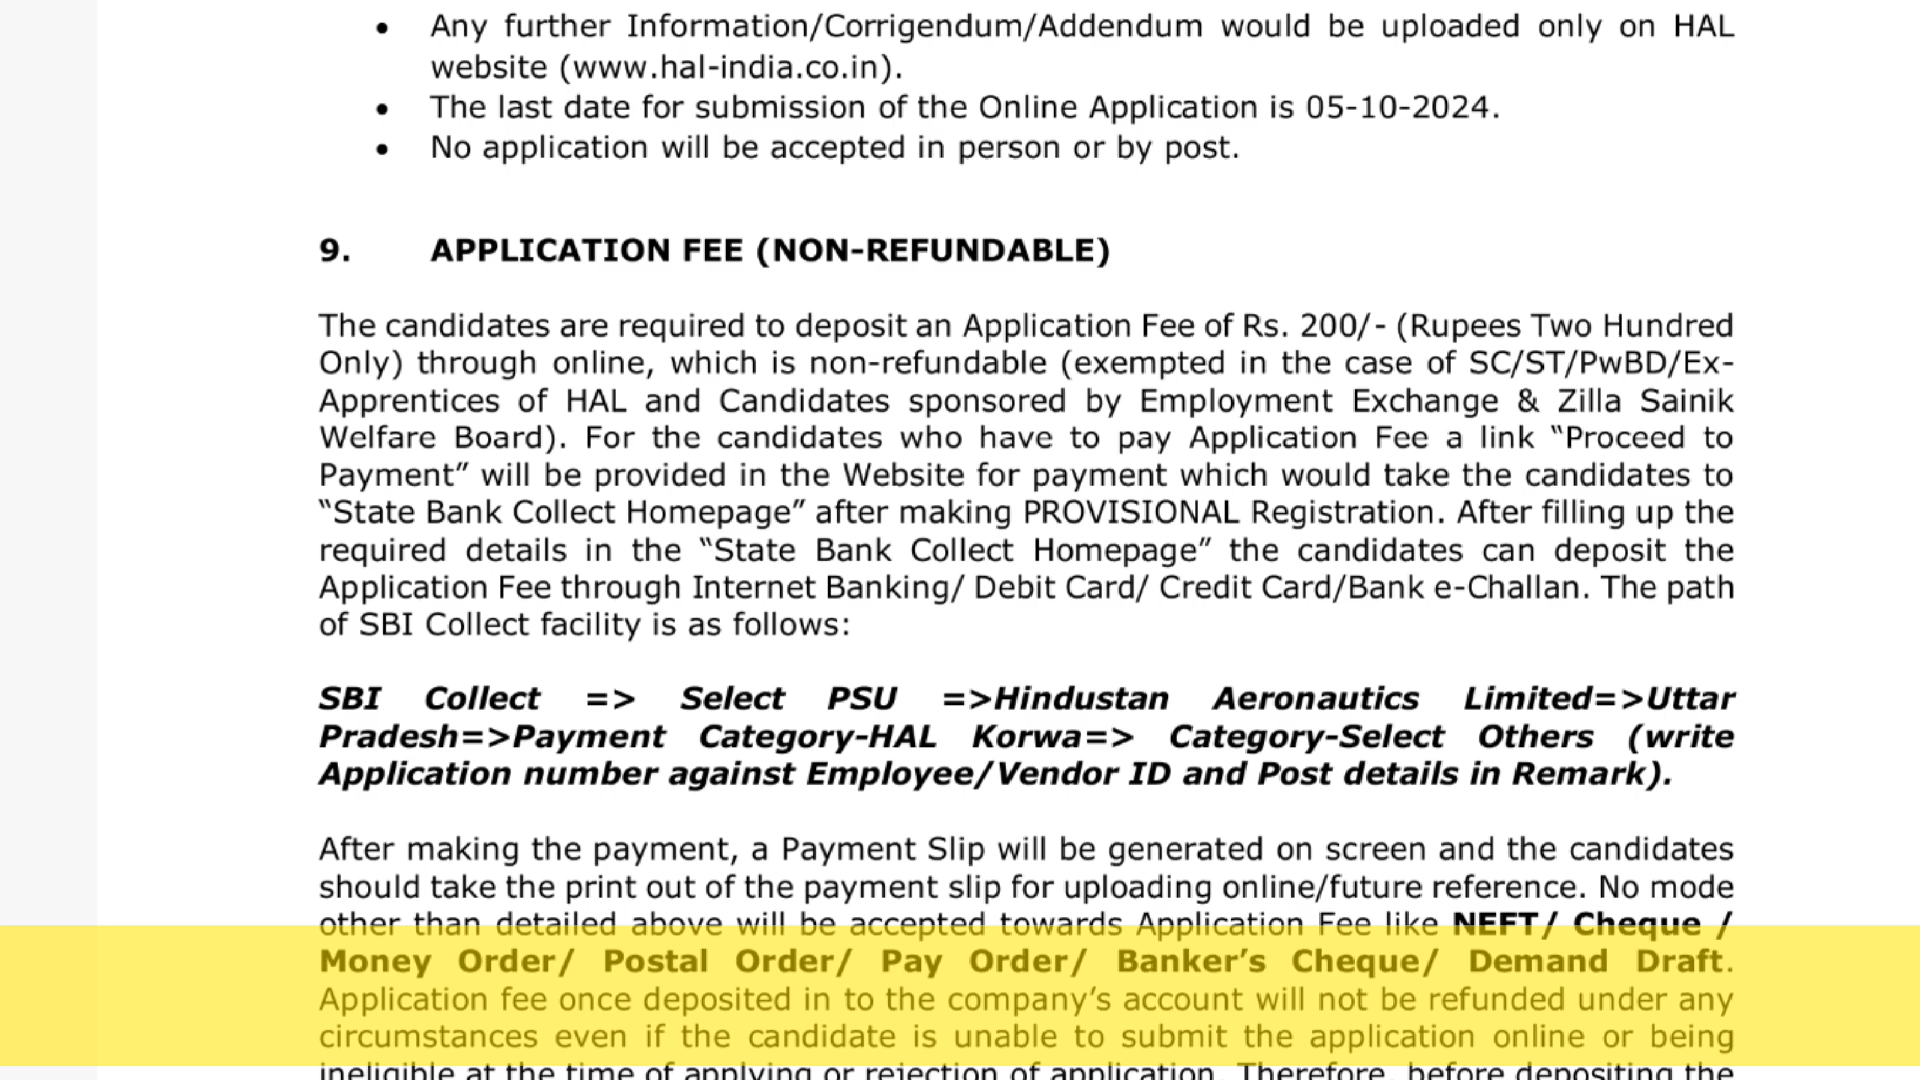 • Any further Information/Corrigendum/Addendum would be uploaded only on HAL
website (www.hal-india.co.in).
• The last date for submission of the Online Application is 05-10-2024.
• No application will be accepted in person or by post.
9. APPLICATION FEE (NON-REFUNDABLE)
The candidates are required to deposit an Application Fee of Rs. 200/- (Rupees Two Hundred
Only) through online, which is non-refundable (exempted in the case of SC/ST/PwBD/Ex-
Apprentices of HAL and Candidates sponsored by Employment Exchange & Zilla Sainik
Welfare Board). For the candidates who have to pay Application Fee a link “Proceed to
Payment” will be provided in the Website for payment which would take the candidates to
“State Bank Collect Homepage” after making PROVISIONAL Registration. After filling up the
required details in the “State Bank Collect Homepage” the candidates can deposit the
Application Fee through Internet Banking/ Debit Card/ Credit Card/Bank e-Challan. The path
of SBI Collect facility is as follows:
SBI Collect => Select PSU =>Hindustan Aeronautics Limited=>Uttar
Pradesh=>Payment Category-HAL Korwa=> Category-Select Others (write
Application number against Employee/Vendor ID and Post details in Remark).
After making the payment, a Payment Slip will be generated on screen and the candidates
should take the print out of the payment slip for uploading online/future reference. No mode
other than detailed above will be accepted towards Application Fee like NEFT/ Cheque /
Money Order/ Postal Order/ Pay Order/ Banker’s Cheque/ Demand Draft.
Application fee once deposited in to the company’s account will not be refunded under any
circumstances even if the candidate is unable to submit the application online or being
ineligible at the time of applying or rejection of application. Therefore, before depositing the